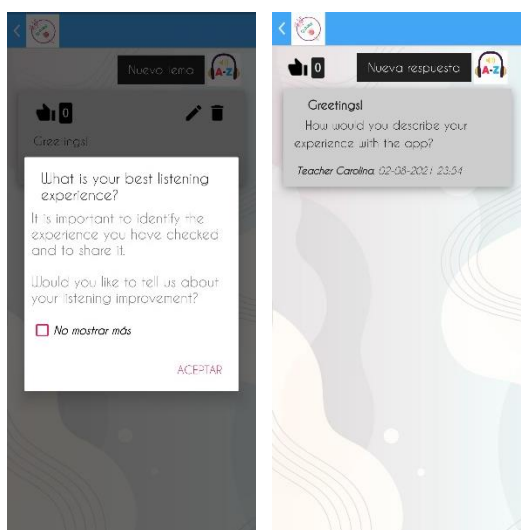 Nuevo tema
A-Z
0
Greetings!
What is your best listening
experience?
It is important to identify the
experience you have checked
and to share it.
Would you like to tell us about
your listening improvement?
No mostrar más
ACEPTAR
Nueva respuesta
A-Z
0
Greetings!
How would you describe your
experience with the app?
Teacher Carolina. 02-08-2021 23:54